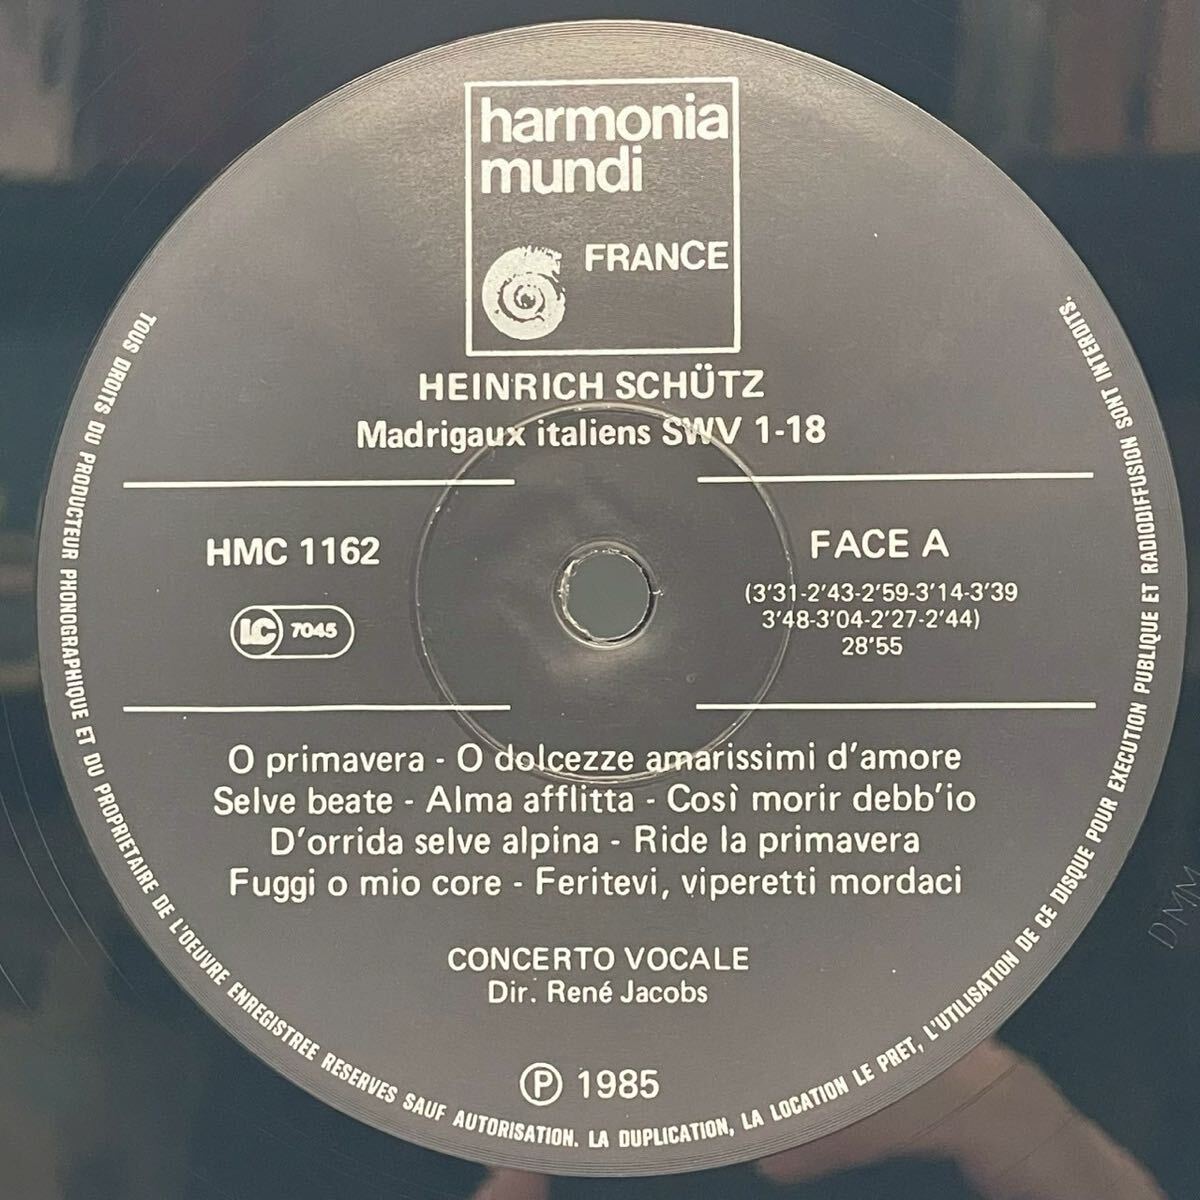 harmonia
mundi
FRANCE
HEINRICH SCHÜTZ
Madrigaux italiens SWV 1-18
HMC 1162
LC 7045
FACE A
(3'31-2'43-2'59-3'14-3'39
3'48-3'04-2'27-2'44)
28'55
O primavera - O dolcezze amarissimi d'amore
Selve beate - Alma afflitta - Così morir debb'io
D'orrida selve alpina - Ride la primavera
Fuggi o mio core - Feritevi, viperetti mordaci
CONCERTO VOCALE
Dir. René Jacobs
Ⓟ 1985
TOUS DROITS DU PRODUCTEUR PHONOGRAPHIQUE ET DU PROPRIETAIRE DE L'OEUVRE ENREGISTREE RESERVES SAUF AUTORISATION. LA DUPLICATION, LA LOCATION LE PRET, L'UTILISATION DE CE DISQUE POUR EXECUTION PUBLIQUE ET RADIODIFFUSION SONT INTERDITS.
DMM